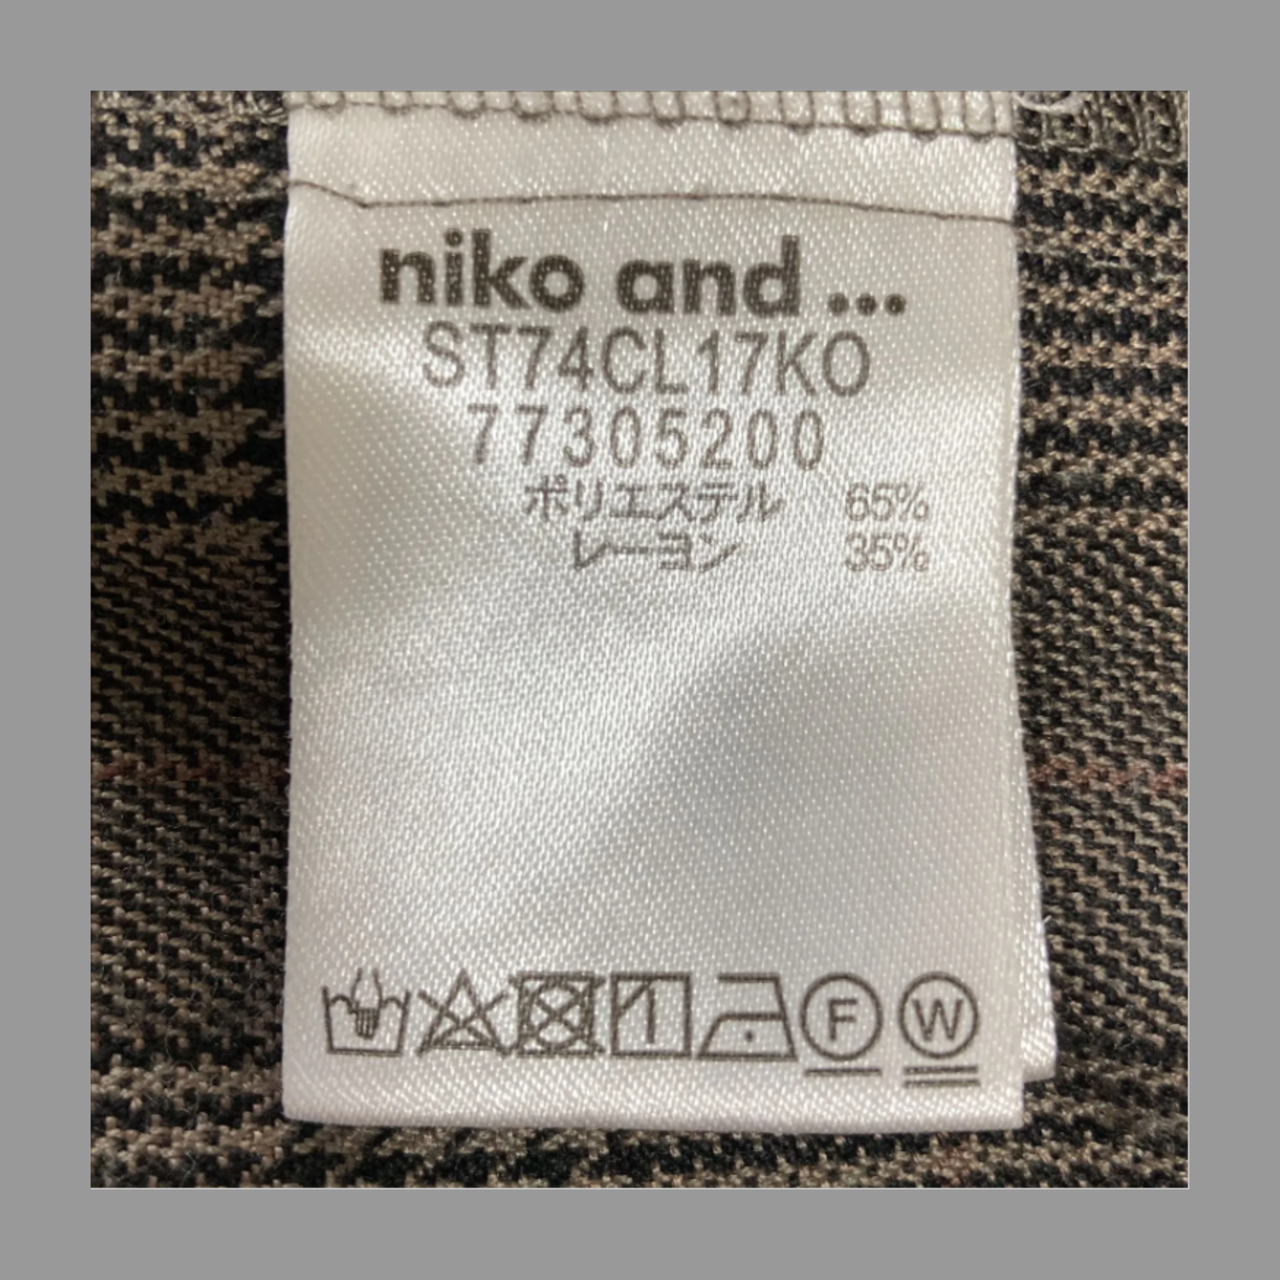 niko and ...
ST74CL17KO
77305200
ポリエステル 65%
レーヨン 35%
F W